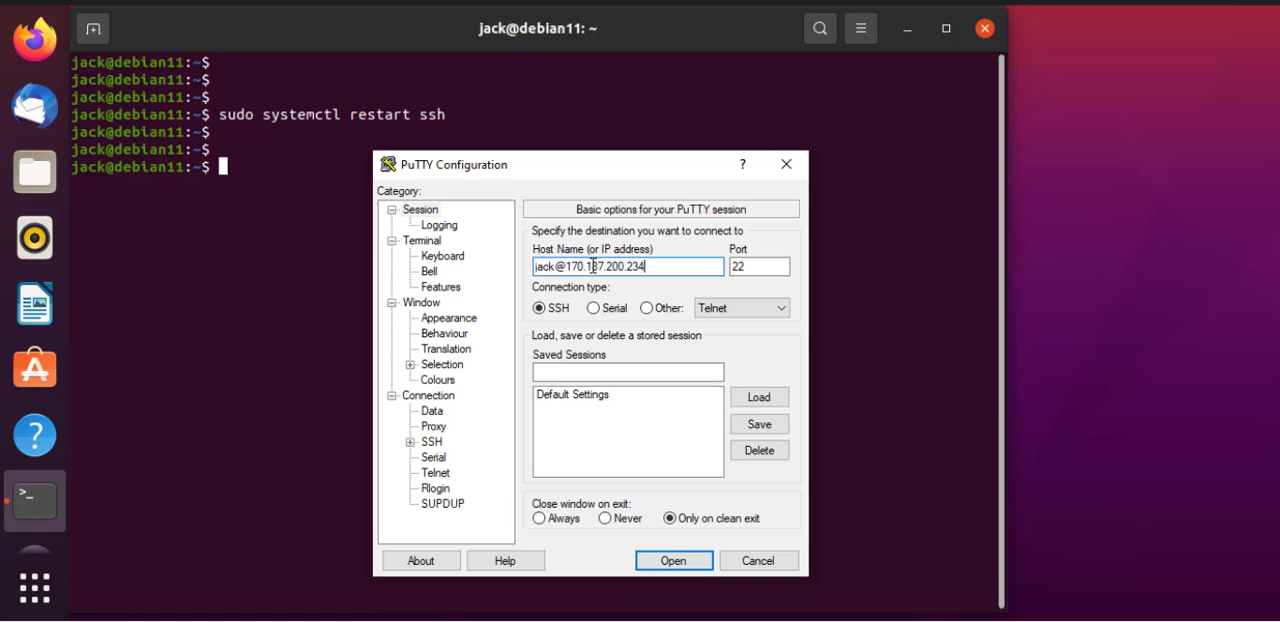 jack@debian11: ~
jack@debian11:~$
jack@debian11:~$
jack@debian11:~$
jack@debian11:~$ sudo systemctl restart ssh
jack@debian11:~$
jack@debian11:~$
jack@debian11:~$
PuTTY Configuration
?
Category:
Session
Logging
Terminal
Keyboard
Bell
Features
Window
Appearance
Behaviour
Translation
Selection
Colours
Connection
Data
Proxy
SSH
Serial
Telnet
Rlogin
SUPDUP
Basic options for your PuTTY session
Specify the destination you want to connect to
Host Name (or IP address) Port
jack@170.187.200.234 22
Connection type:
SSH Serial Other: Telnet
Load, save or delete a stored session
Saved Sessions
Default Settings
Load
Save
Delete
Close window on exit:
Always Never Only on clean exit
About Help Open Cancel
?
>_